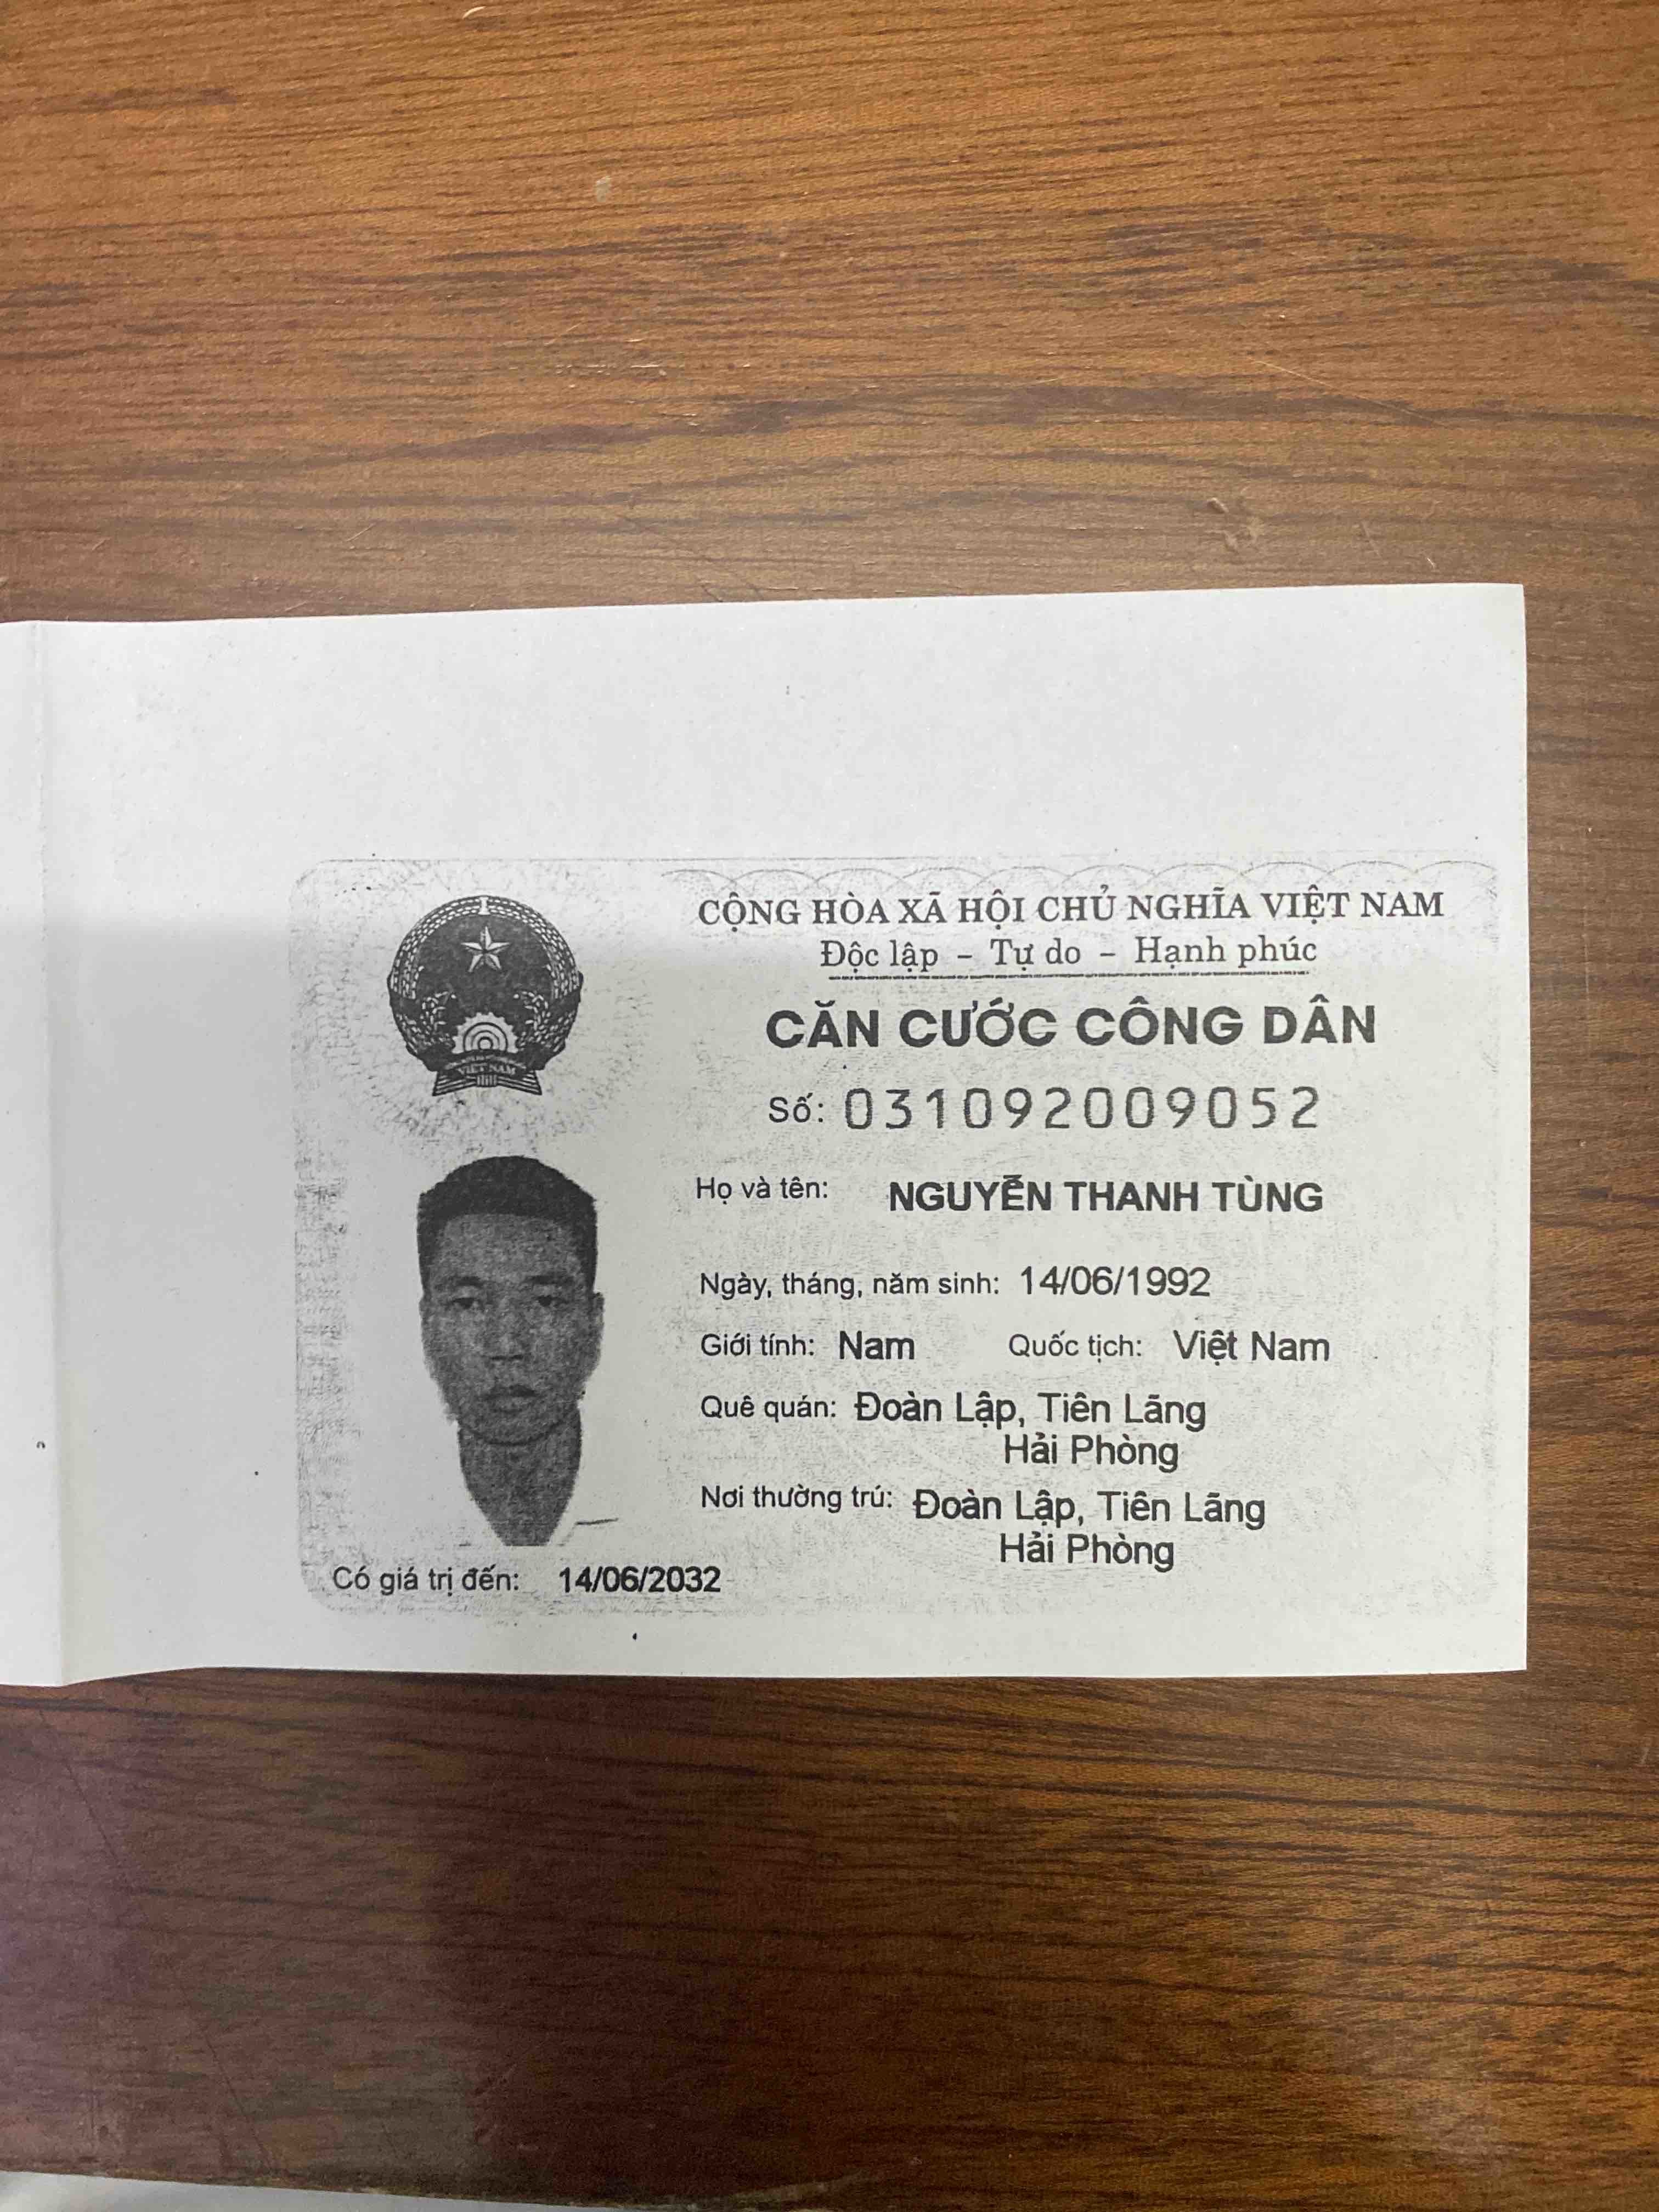 CỘNG HÒA XÃ HỘI CHỦ NGHĨA VIỆT NAM
Độc lập - Tự do - Hạnh phúc
CĂN CƯỚC CÔNG DÂN
Số: 031092009052
Họ và tên: NGUYỄN THANH TÙNG
Ngày, tháng, năm sinh: 14/06/1992
Giới tính: Nam Quốc tịch: Việt Nam
Quê quán: Đoàn Lập, Tiên Lãng
Hải Phòng
Nơi thường trú: Đoàn Lập, Tiên Lãng
Hải Phòng
Có giá trị đến: 14/06/2032
VIỆT NAM